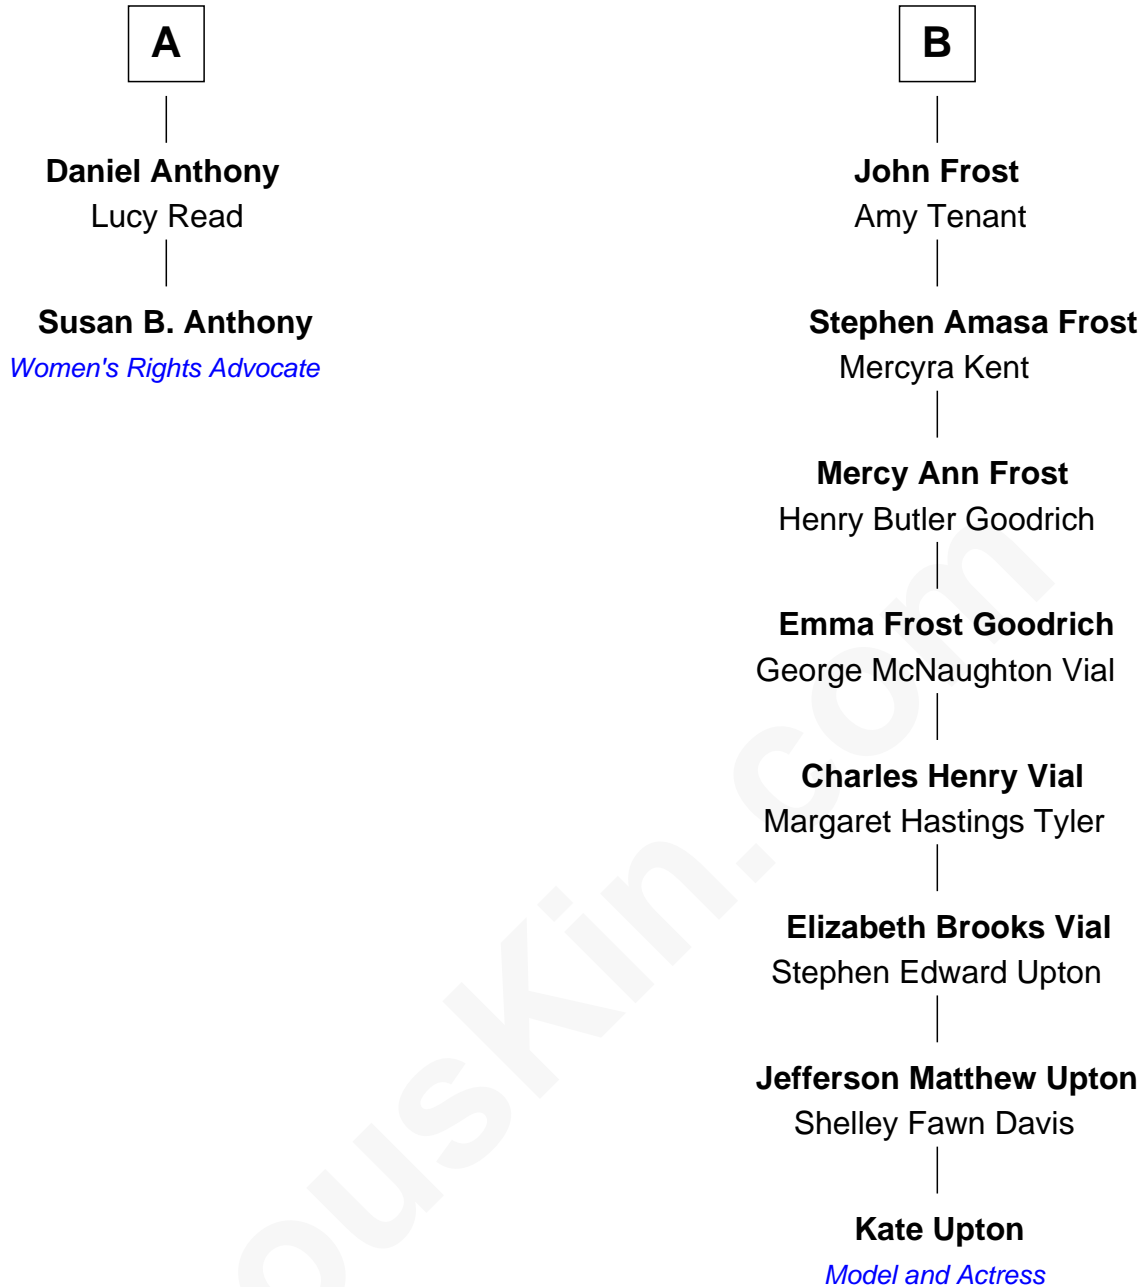 A
Daniel Anthony
Lucy Read
Susan B. Anthony
Women's Rights Advocate
B
John Frost
Amy Tenant
Stephen Amasa Frost
Mercyra Kent
Mercy Ann Frost
Henry Butler Goodrich
Emma Frost Goodrich
George McNaughton Vial
Charles Henry Vial
Margaret Hastings Tyler
Elizabeth Brooks Vial
Stephen Edward Upton
Jefferson Matthew Upton
Shelley Fawn Davis
Kate Upton
Model and Actress
ousKin.com